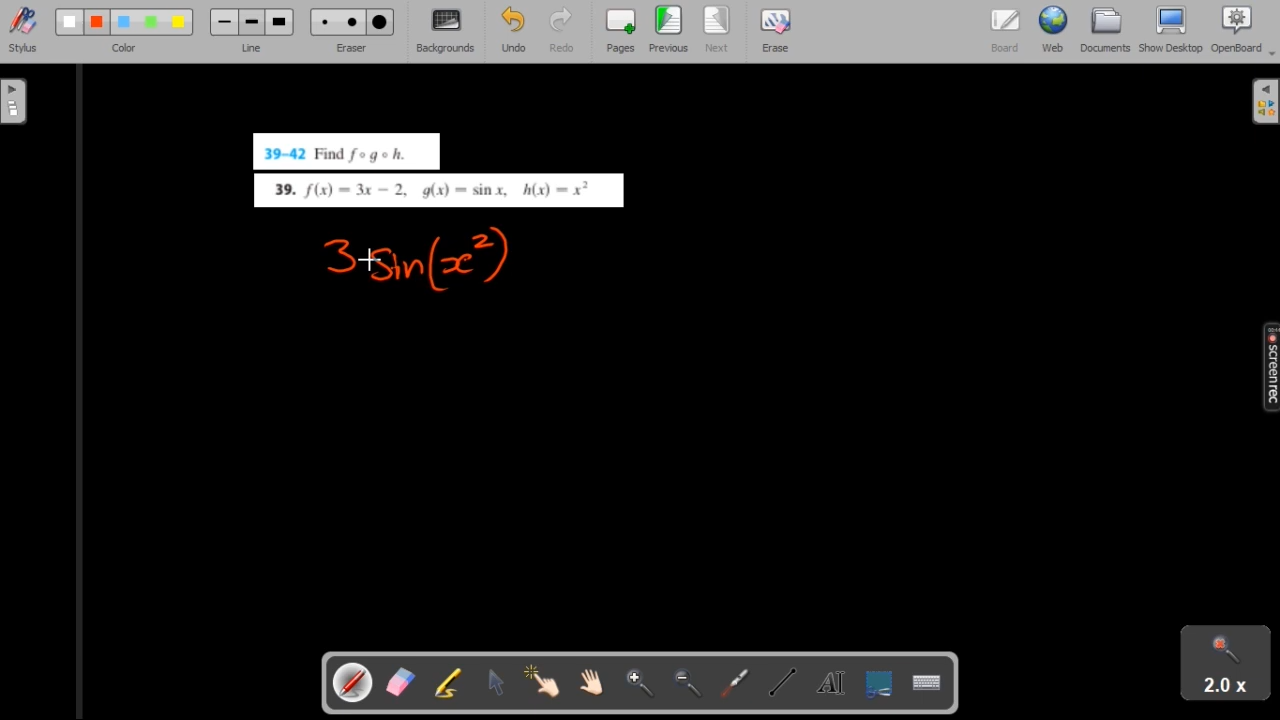 Stylus Color Line Eraser Backgrounds Undo Redo Pages Previous Next Erase Board Web Documents Show Desktop OpenBoard
39–42 Find f ∘ g ∘ h.
39. f(x) = 3x − 2, g(x) = sin x, h(x) = x²
3 sin(x²)
screenrec
AI
2.0 x